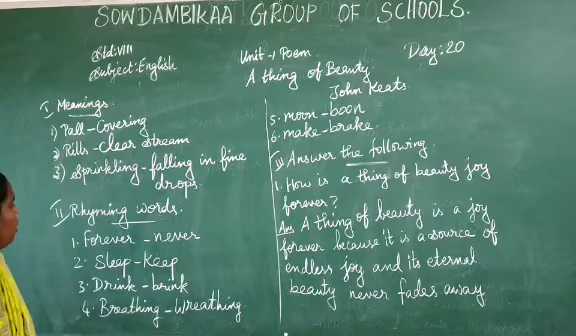 SOWDAMBIKAA GROUP OF SCHOOLS.
Std:VIII
Subject:English
Unit-1 Poem
A thing of Beauty
John Keats
Day:20
I Meanings.
1) Pall-Covering
2) Rills-clear stream
3) Sprinkling-falling in fine
drops.
II Rhyming words.
1. Forever-never
2. Sleep-Keep
3. Drink-brink
4. Breathing-Wreathing
5. moon-boon
6. make-brake
III Answer the following.
1. How is a thing of beauty joy
forever?
Ans A thing of beauty is a joy
forever because it is a source of
endless joy and its eternal
beauty never fades away